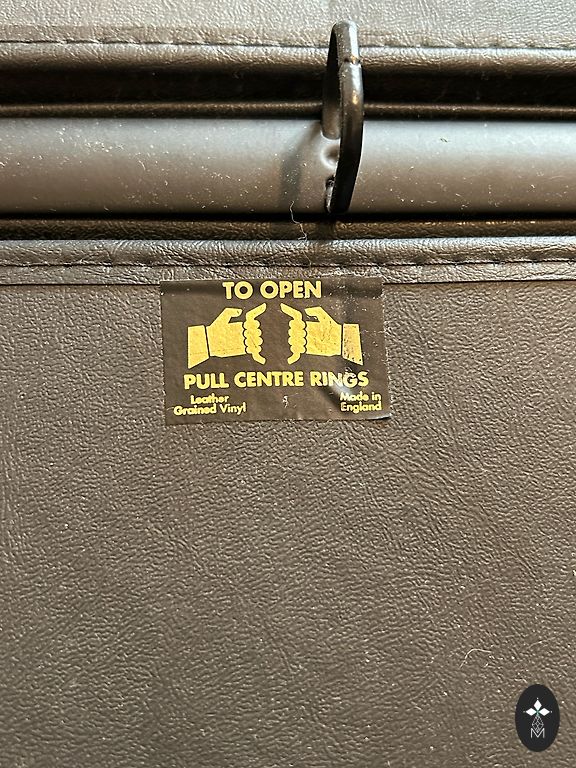 TO OPEN
PULL CENTRE RINGS
Leather
Grained Vinyl
Made in
England
M